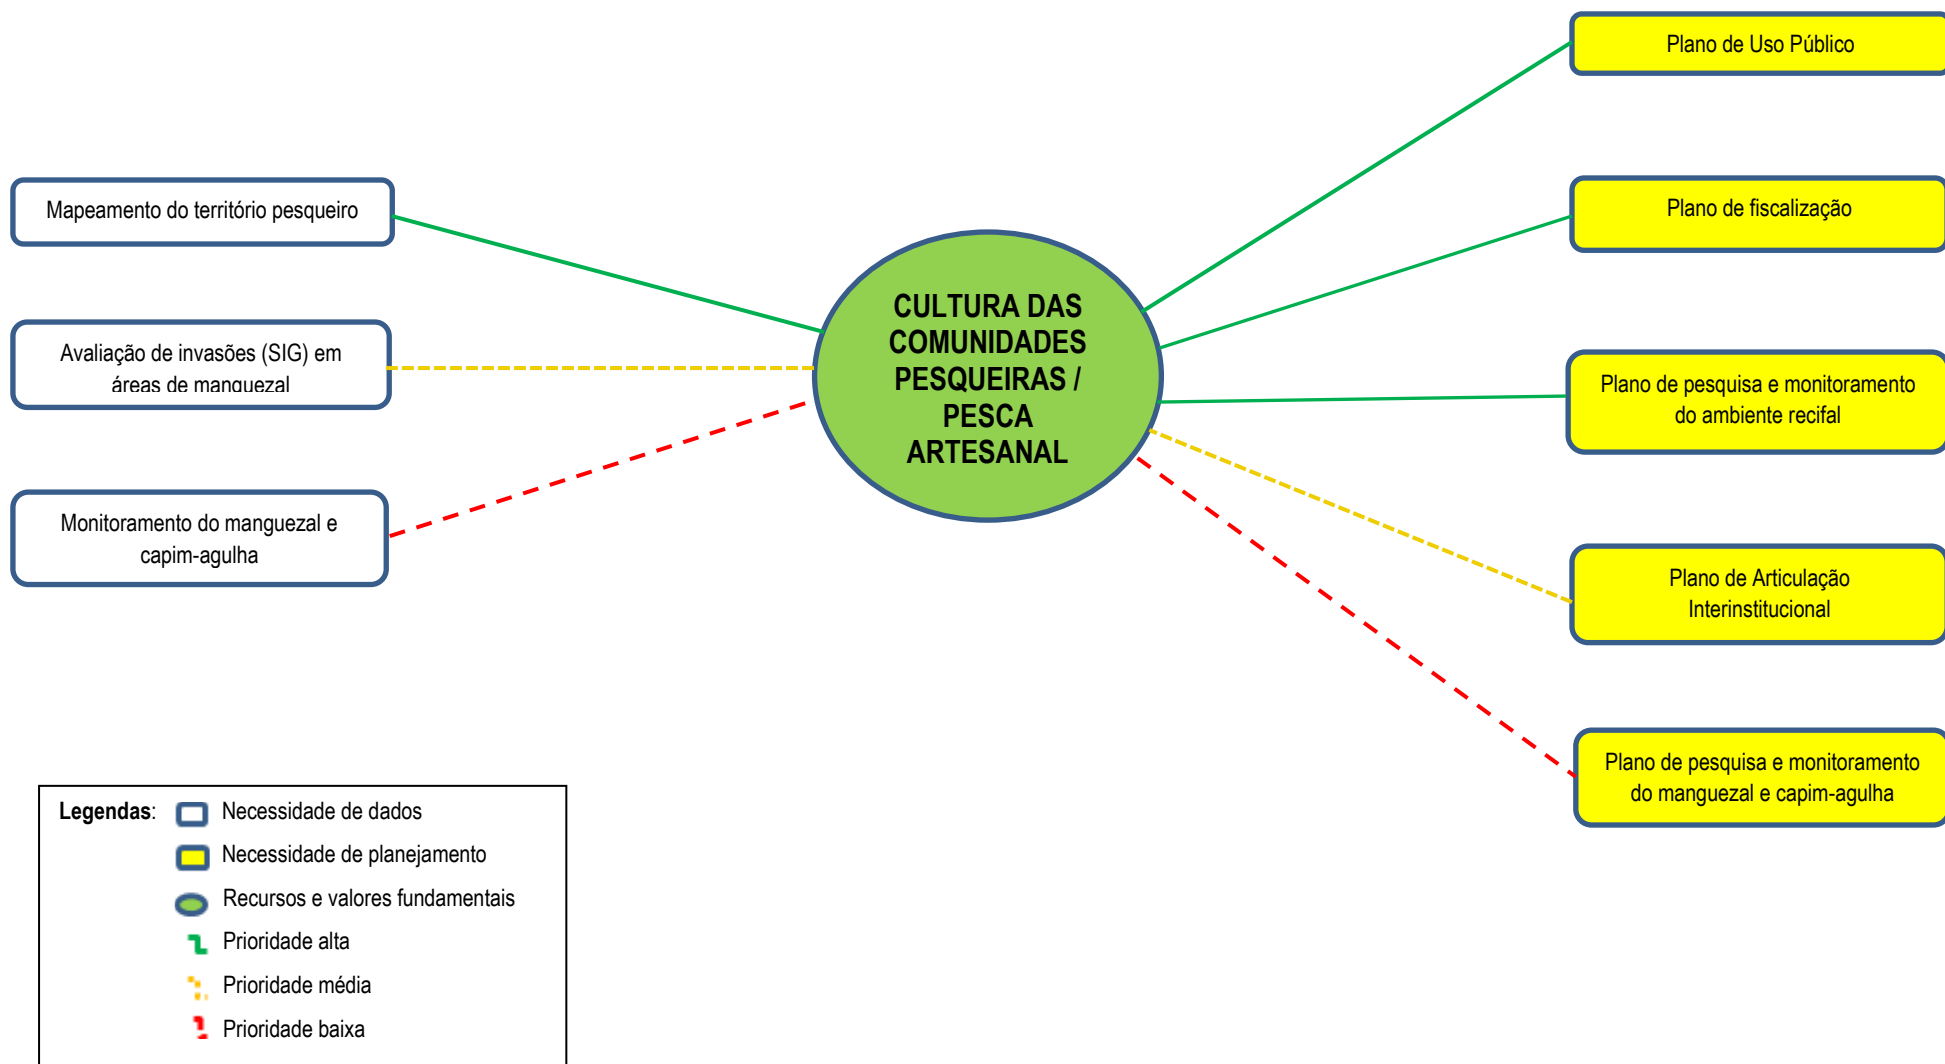 Plano de Uso Público
Mapeamento do território pesqueiro
Plano de fiscalização
Avaliação de invasões (SIG) em
áreas de manguezal
CULTURA DAS
COMUNIDADES
PESQUEIRAS /
PESCA
ARTESANAL
Plano de pesquisa e monitoramento
do ambiente recifal
Monitoramento do manguezal e
capim-agulha
Plano de Articulação
Interinstitucional
Plano de pesquisa e monitoramento
do manguezal e capim-agulha
Legendas:
Necessidade de dados
Necessidade de planejamento
Recursos e valores fundamentais
Prioridade alta
Prioridade média
Prioridade baixa